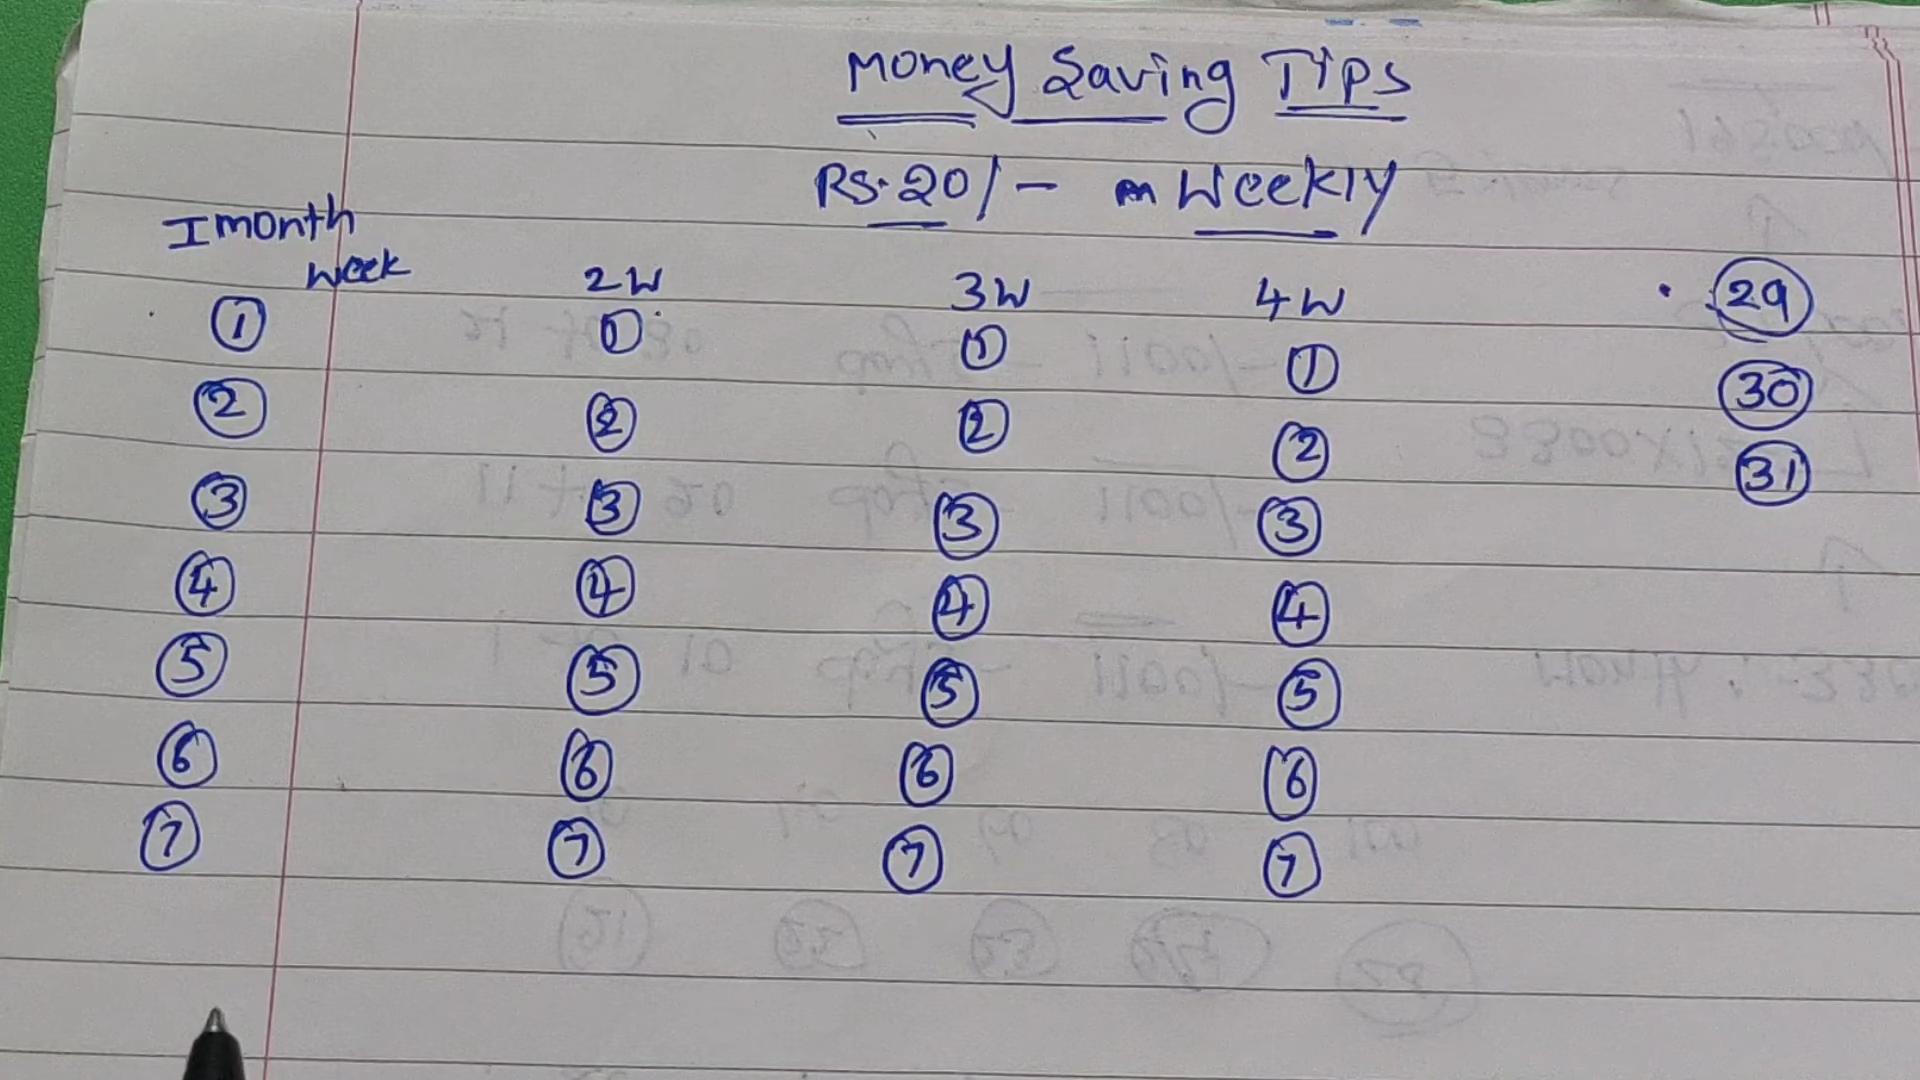 Money Saving Tips
RS.20/- Weekly
I month
week 2W 3W 4W 29
1 1 1 1 30
2 2 2 2 31
3 3 3 3
4 4 4 4
5 5 5 5
6 6 6 6
7 7 7 7